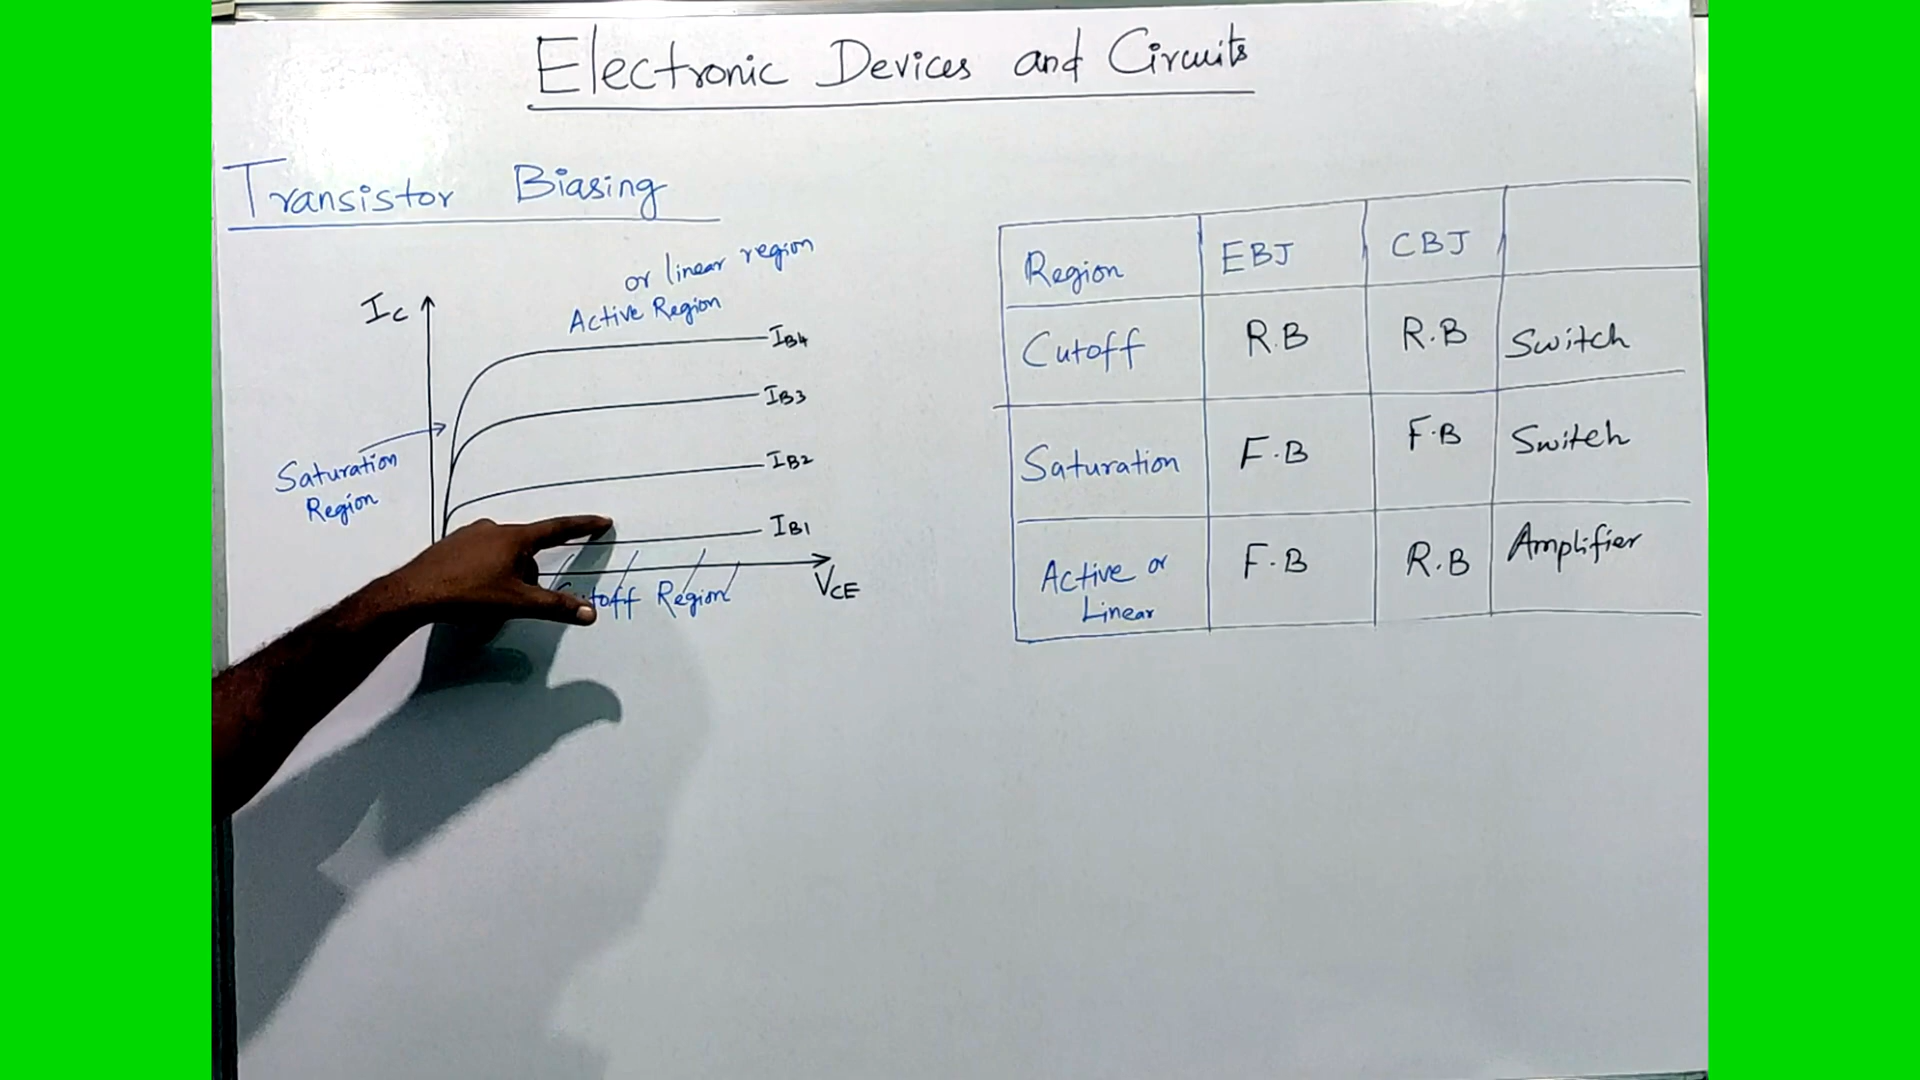 Electronic Devices and Circuits
Transistor Biasing
or linear region
Active Region
IC
IB4
IB3
IB2
IB1
Saturation
Region
VCE
Region
Region EBJ CBJ
Cutoff R.B R.B Switch
Saturation F.B F.B Switch
Active or
Linear F.B R.B Amplifier